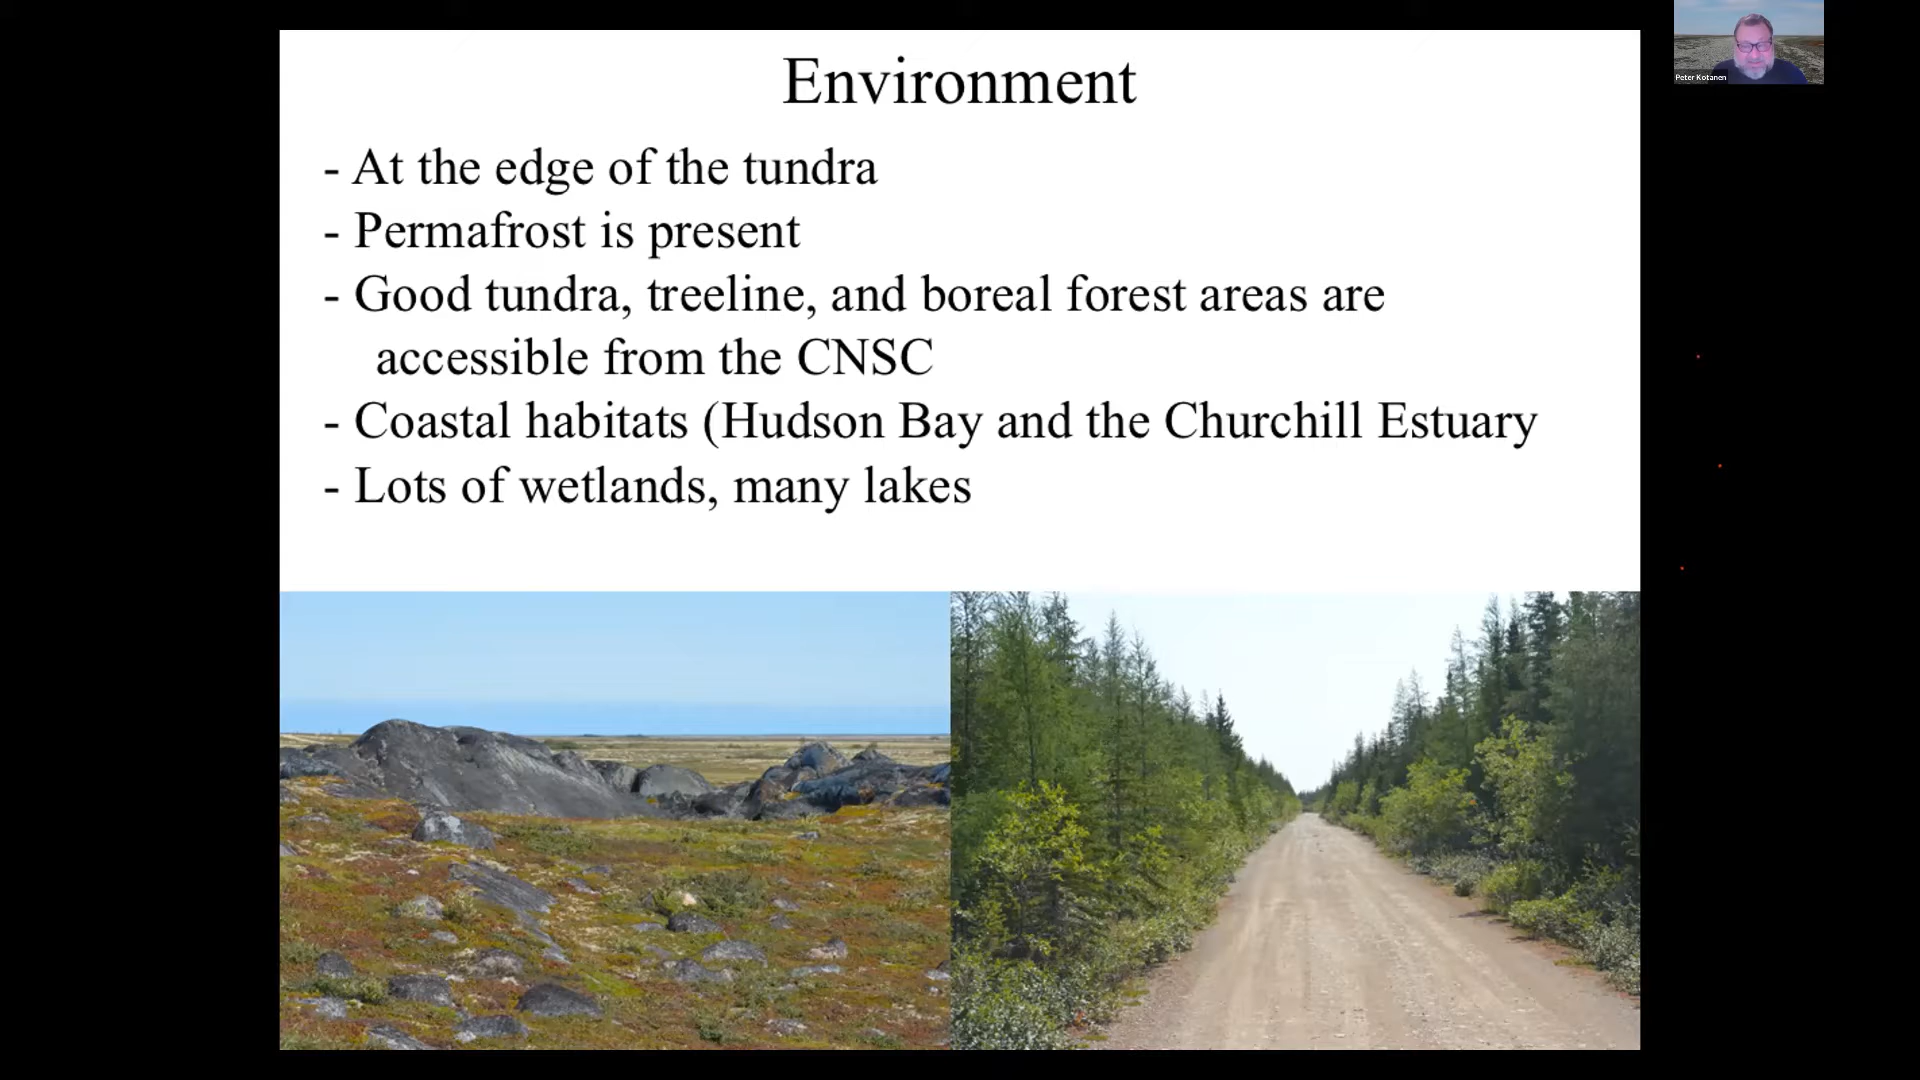 Environment
- At the edge of the tundra
- Permafrost is present
- Good tundra, treeline, and boreal forest areas are
accessible from the CNSC
- Coastal habitats (Hudson Bay and the Churchill Estuary
- Lots of wetlands, many lakes
Peter Kotanen